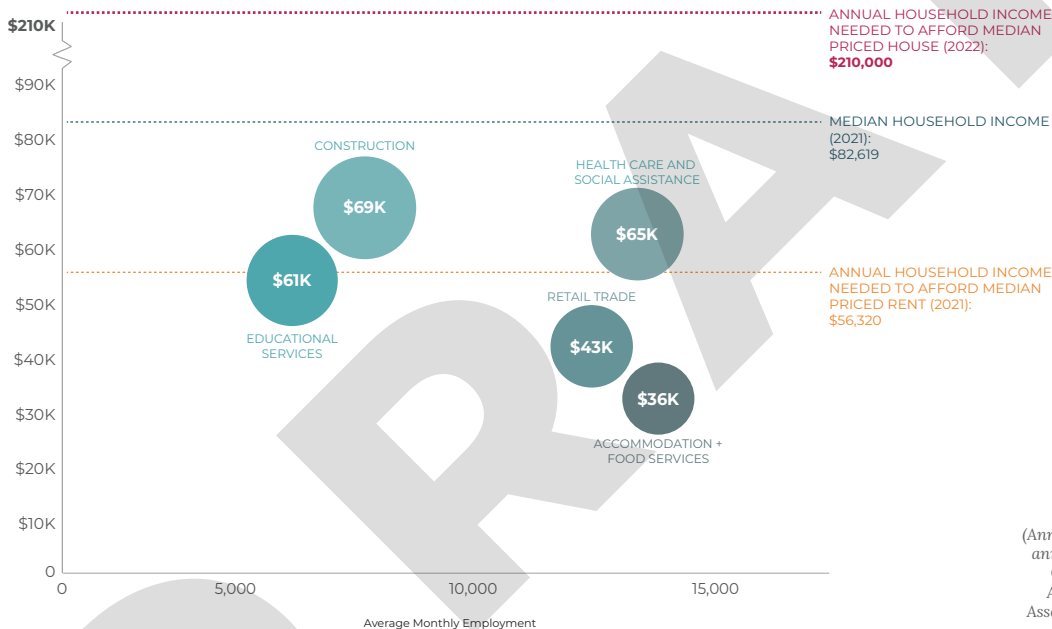 $210K
ANNUAL HOUSEHOLD INCOME
NEEDED TO AFFORD MEDIAN
PRICED HOUSE (2022):
$210,000
$90K
MEDIAN HOUSEHOLD INCOME
(2021):
$82,619
$80K
CONSTRUCTION
HEALTH CARE AND
SOCIAL ASSISTANCE
$70K
$69K
$65K
$60K
$61K
ANNUAL HOUSEHOLD INCOME
NEEDED TO AFFORD MEDIAN
PRICED RENT (2021):
$56,320
$50K
RETAIL TRADE
$43K
EDUCATIONAL
SERVICES
$40K
$36K
$30K
ACCOMMODATION +
FOOD SERVICES
$20K
$10K
0
0
5,000
10,000
15,000
Average Monthly Employment